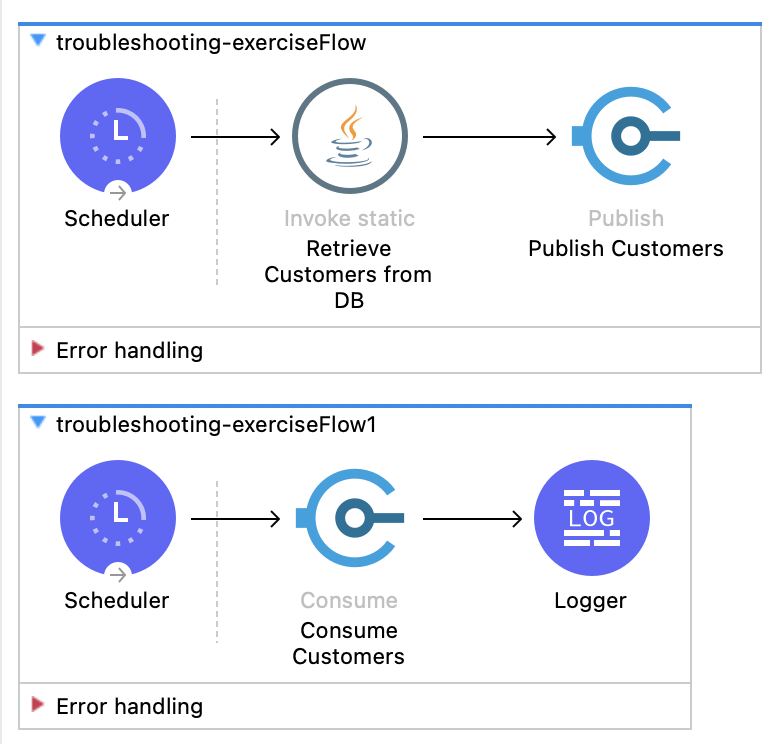 troubleshooting-exerciseFlow
Scheduler
Invoke static
Retrieve
Customers from
DB
Publish
Publish Customers
Error handling
troubleshooting-exerciseFlow1
Scheduler
Consume
Consume
Customers
LOG
Logger
Error handling